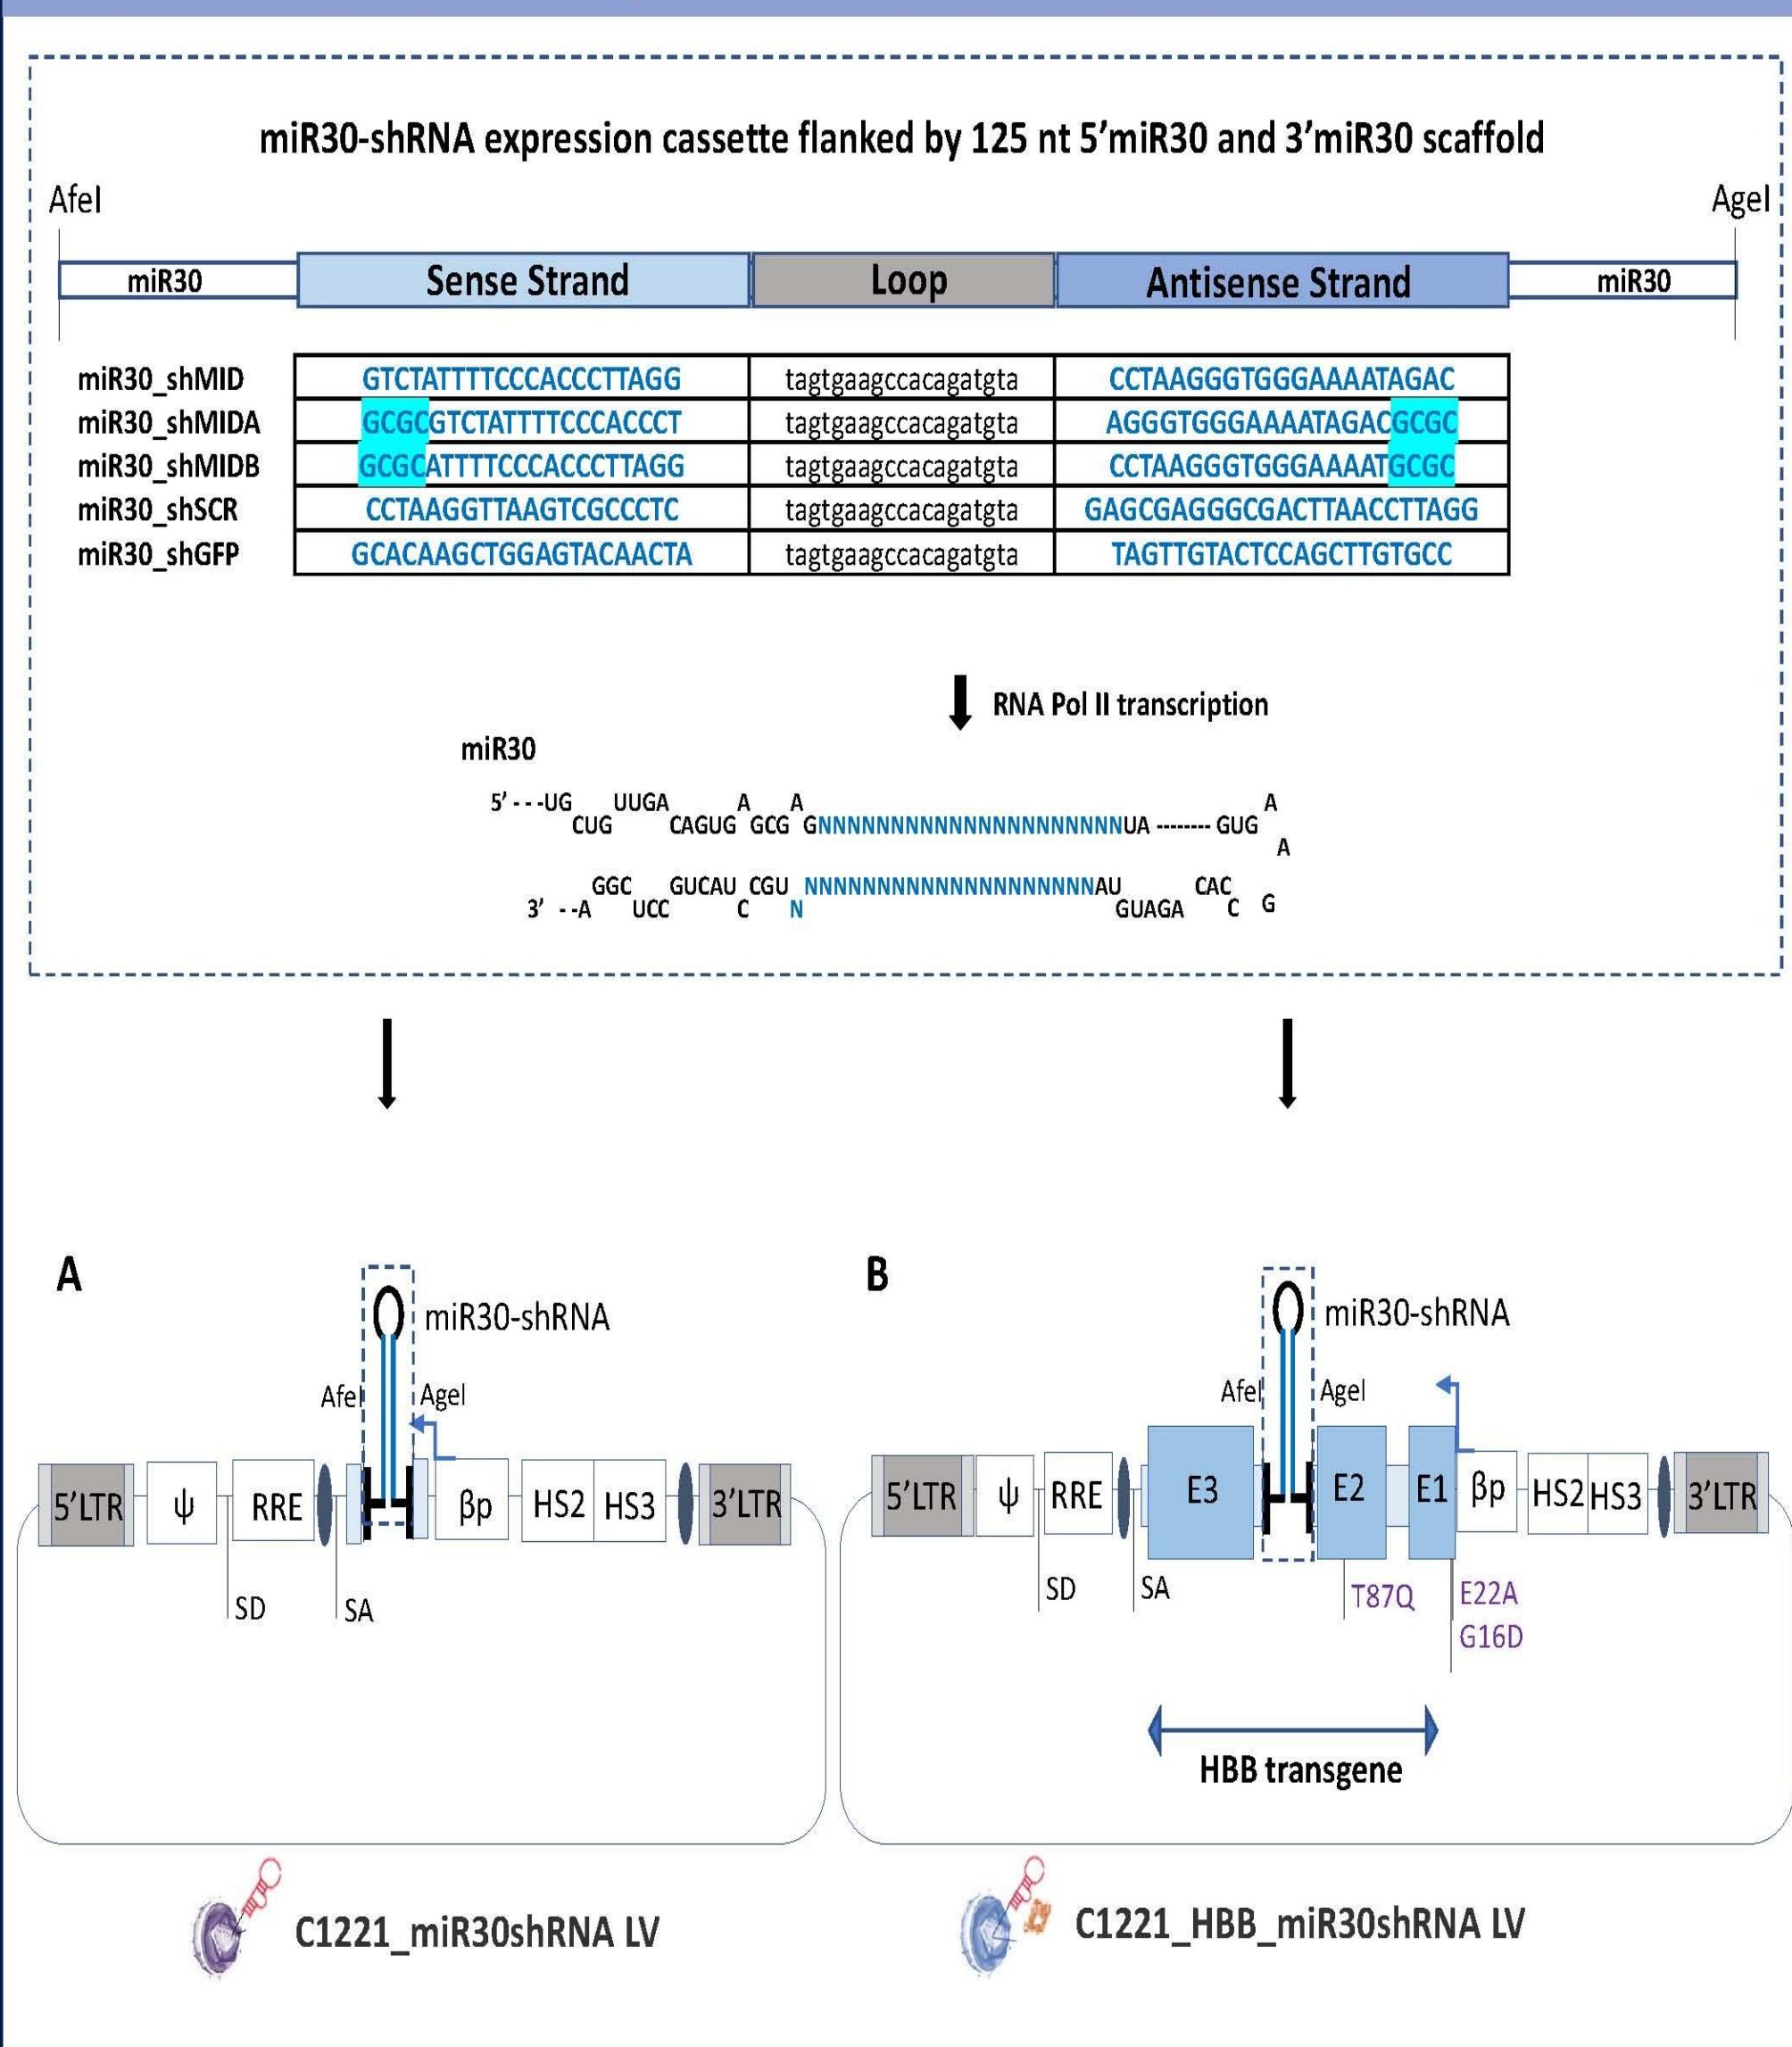 miR30-shRNA expression cassette flanked by 125 nt 5’miR30 and 3’miR30 scaffold
AfeI AgeI
miR30 Sense Strand Loop Antisense Strand miR30
miR30_shMID GTCTATTTTCCCACCCTTAGG tagtgaagccacagatgta CCTAAGGGTGGGAAAATAGAC
miR30_shMIDA GCGCGTCTATTTTCCCACCCT tagtgaagccacagatgta AGGGTGGGAAAATAGACGCGC
miR30_shMIDB GCGCATTTTCCCACCCTTAGG tagtgaagccacagatgta CCTAAGGGTGGGAAAATGCGC
miR30_shSCR CCTAAGGTTAAGTCGCCCTC tagtgaagccacagatgta GAGCGAGGGCGACTTAACCTTAGG
miR30_shGFP GCACAAGCTGGAGTACAACTA tagtgaagccacagatgta TAGTTGTACTCCAGCTTGTGCC
RNA Pol II transcription
miR30
5’ - - -UG UUGA A A A
CUG CAGUG GCG GNNNNNNNNNNNNNNNNNNNNNUA -------- GUG
A
GGC GUCAU CGU NNNNNNNNNNNNNNNNNNNNAU CAC
3’ - -A UCC C N GUAGA C G
A B
miR30-shRNA miR30-shRNA
AfeI AgeI AfeI AgeI
5’LTR ψ RRE βp HS2 HS3 3’LTR
5’LTR ψ RRE E3 E2 E1 βp HS2 HS3 3’LTR
SD SA SD SA T87Q E22A
G16D
HBB transgene
C1221_miR30shRNA LV C1221_HBB_miR30shRNA LV